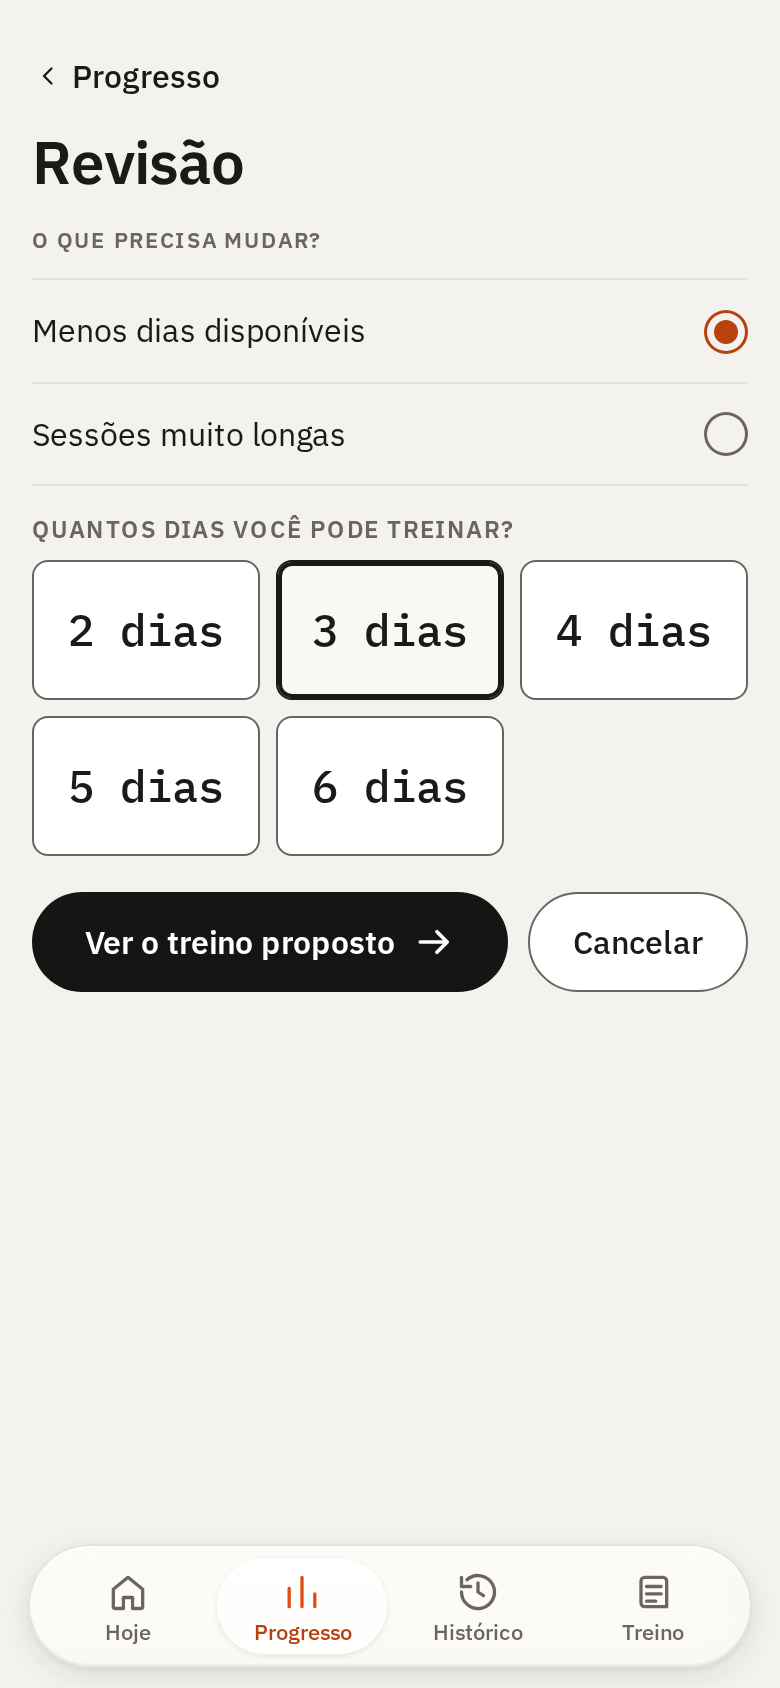 Progresso
Revisão
O QUE PRECISA MUDAR?
Menos dias disponíveis
Sessões muito longas
QUANTOS DIAS VOCÊ PODE TREINAR?
2 dias
3 dias
4 dias
5 dias
6 dias
Ver o treino proposto
Cancelar
Hoje
Progresso
Histórico
Treino